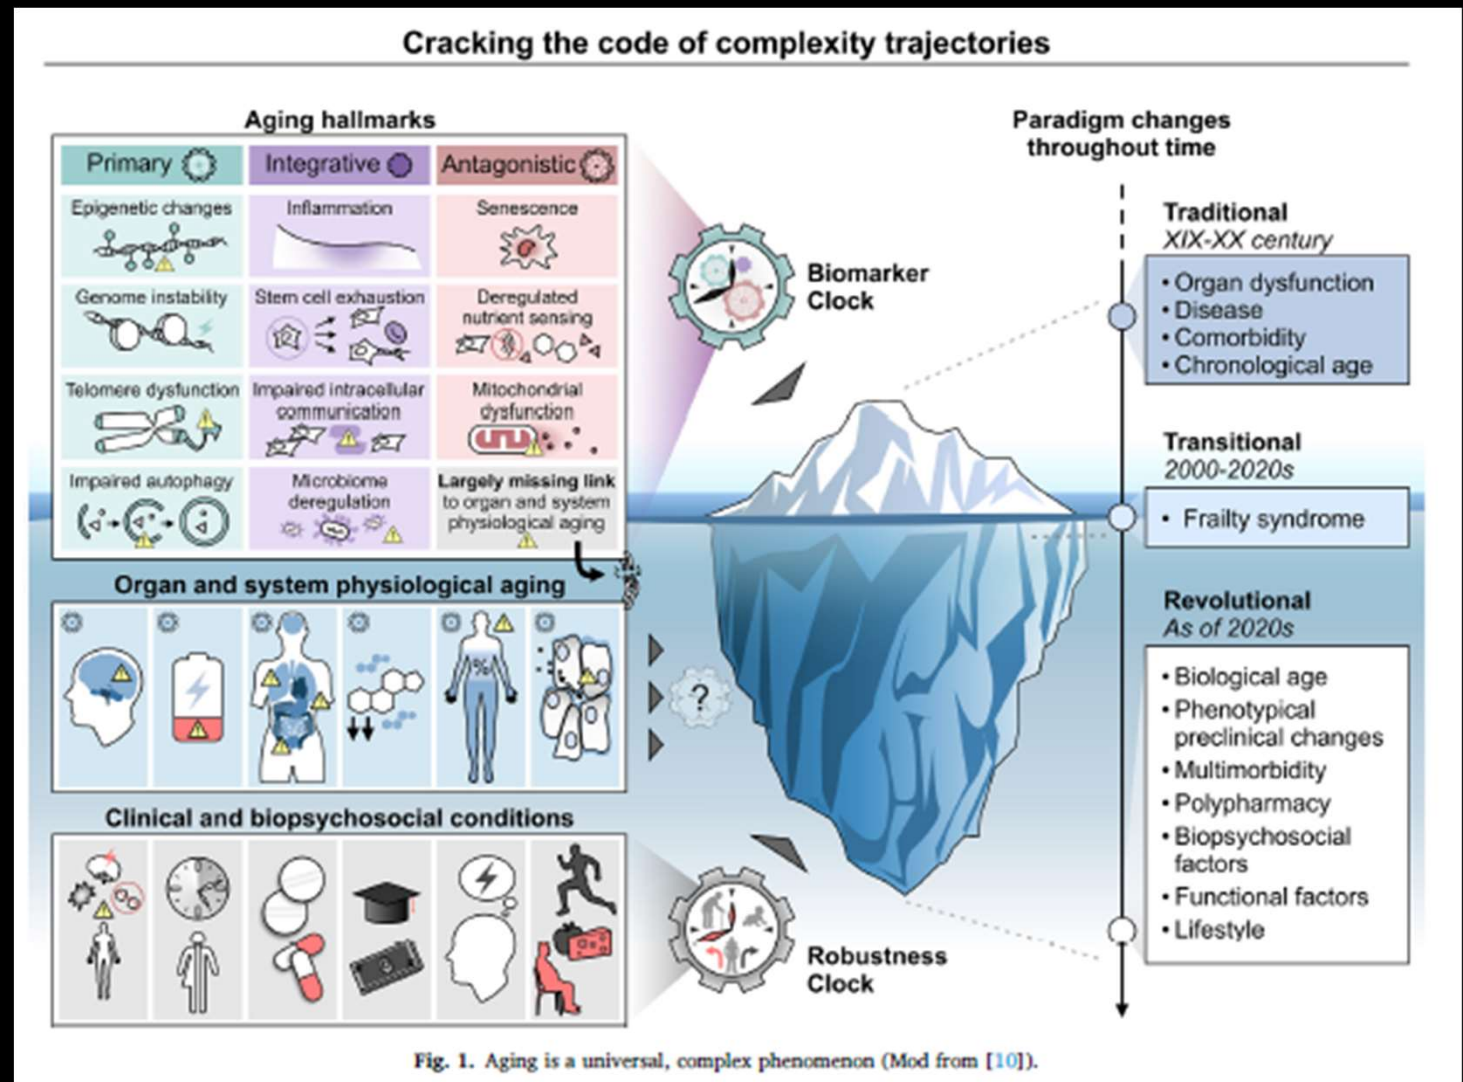 Cracking the code of complexity trajectories
Aging hallmarks
Primary
Integrative
Antagonistic
Epigenetic changes
Inflammation
Senescence
Genome instability
Stem cell exhaustion
Deregulated
nutrient sensing
Telomere dysfunction
Impaired intracellular
communication
Mitochondrial
dysfunction
Impaired autophagy
Microbiome
deregulation
Largely missing link
to organ and system
physiological aging
Biomarker
Clock
Organ and system physiological aging
%
?
Clinical and biopsychosocial conditions
Robustness
Clock
Paradigm changes
throughout time
Traditional
XIX-XX century
• Organ dysfunction
• Disease
• Comorbidity
• Chronological age
Transitional
2000-2020s
• Frailty syndrome
Revolutional
As of 2020s
• Biological age
• Phenotypical
preclinical changes
• Multimorbidity
• Polypharmacy
• Biopsychosocial
factors
• Functional factors
• Lifestyle
Fig. 1. Aging is a universal, complex phenomenon (Mod from [10]).